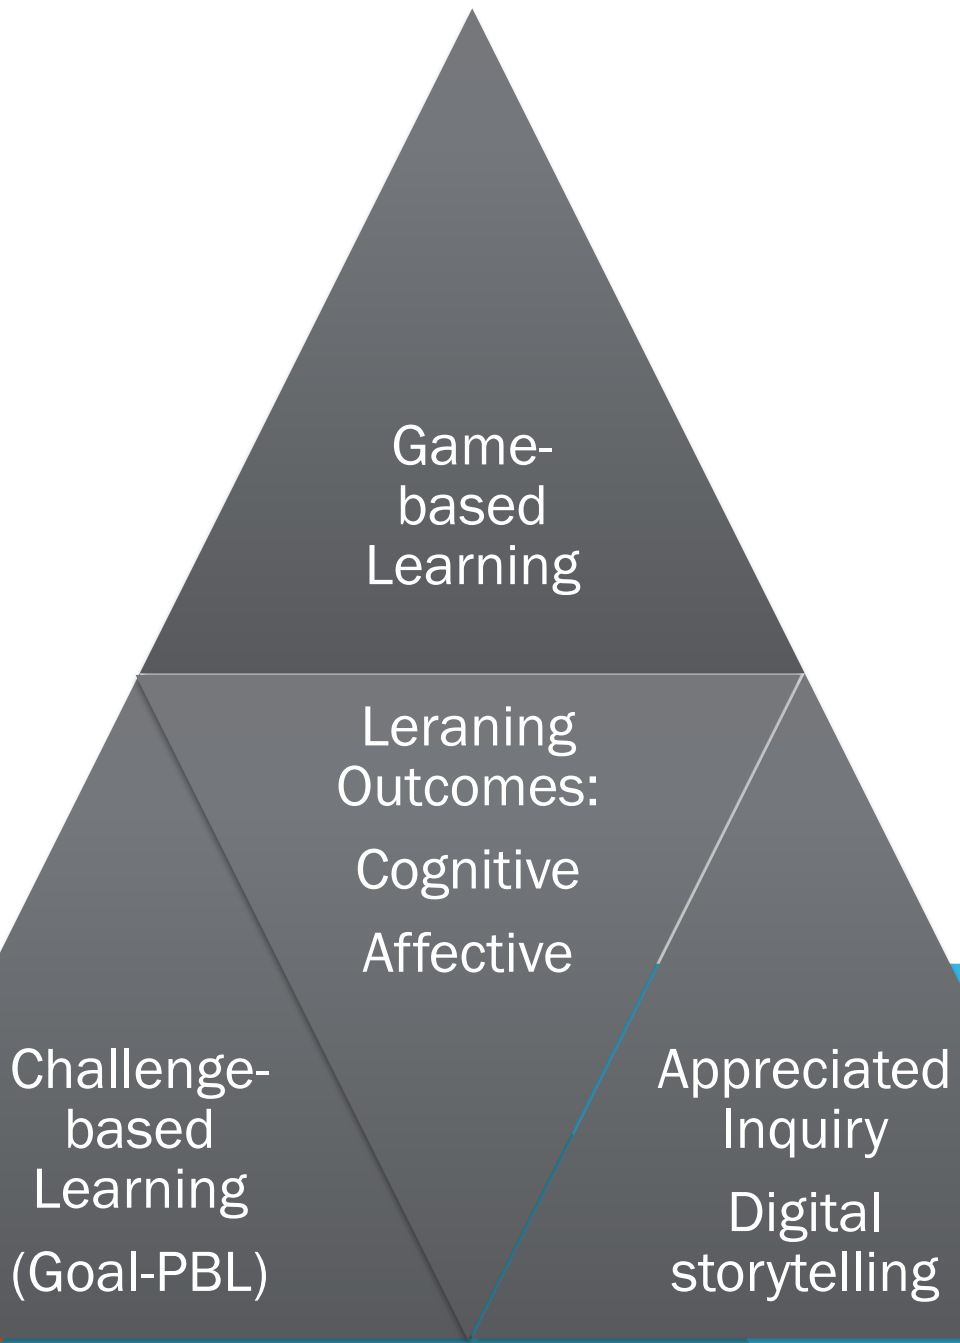 Game-
based
Learning
Leraning
Outcomes:
Cognitive
Affective
Challenge-
based
Learning
(Goal-PBL)
Appreciated
Inquiry
Digital
storytelling